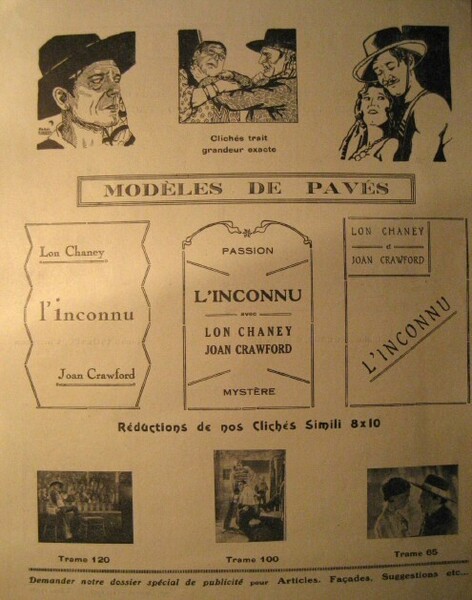 Clichés trait
grandeur exacte
MODÈLES DE PAVÉS
Lon Chaney
l'inconnu
Joan Crawford
PASSION
L'INCONNU
avec
LON CHANEY
JOAN CRAWFORD
MYSTÈRE
LON CHANEY
et
JOAN CRAWFORD
L'INCONNU
Réductions de nos Clichés Simili 8x10
Trame 120
Trame 100
Trame 65
Demander notre dossier spécial de publicité pour Articles, Façades, Suggestions etc...